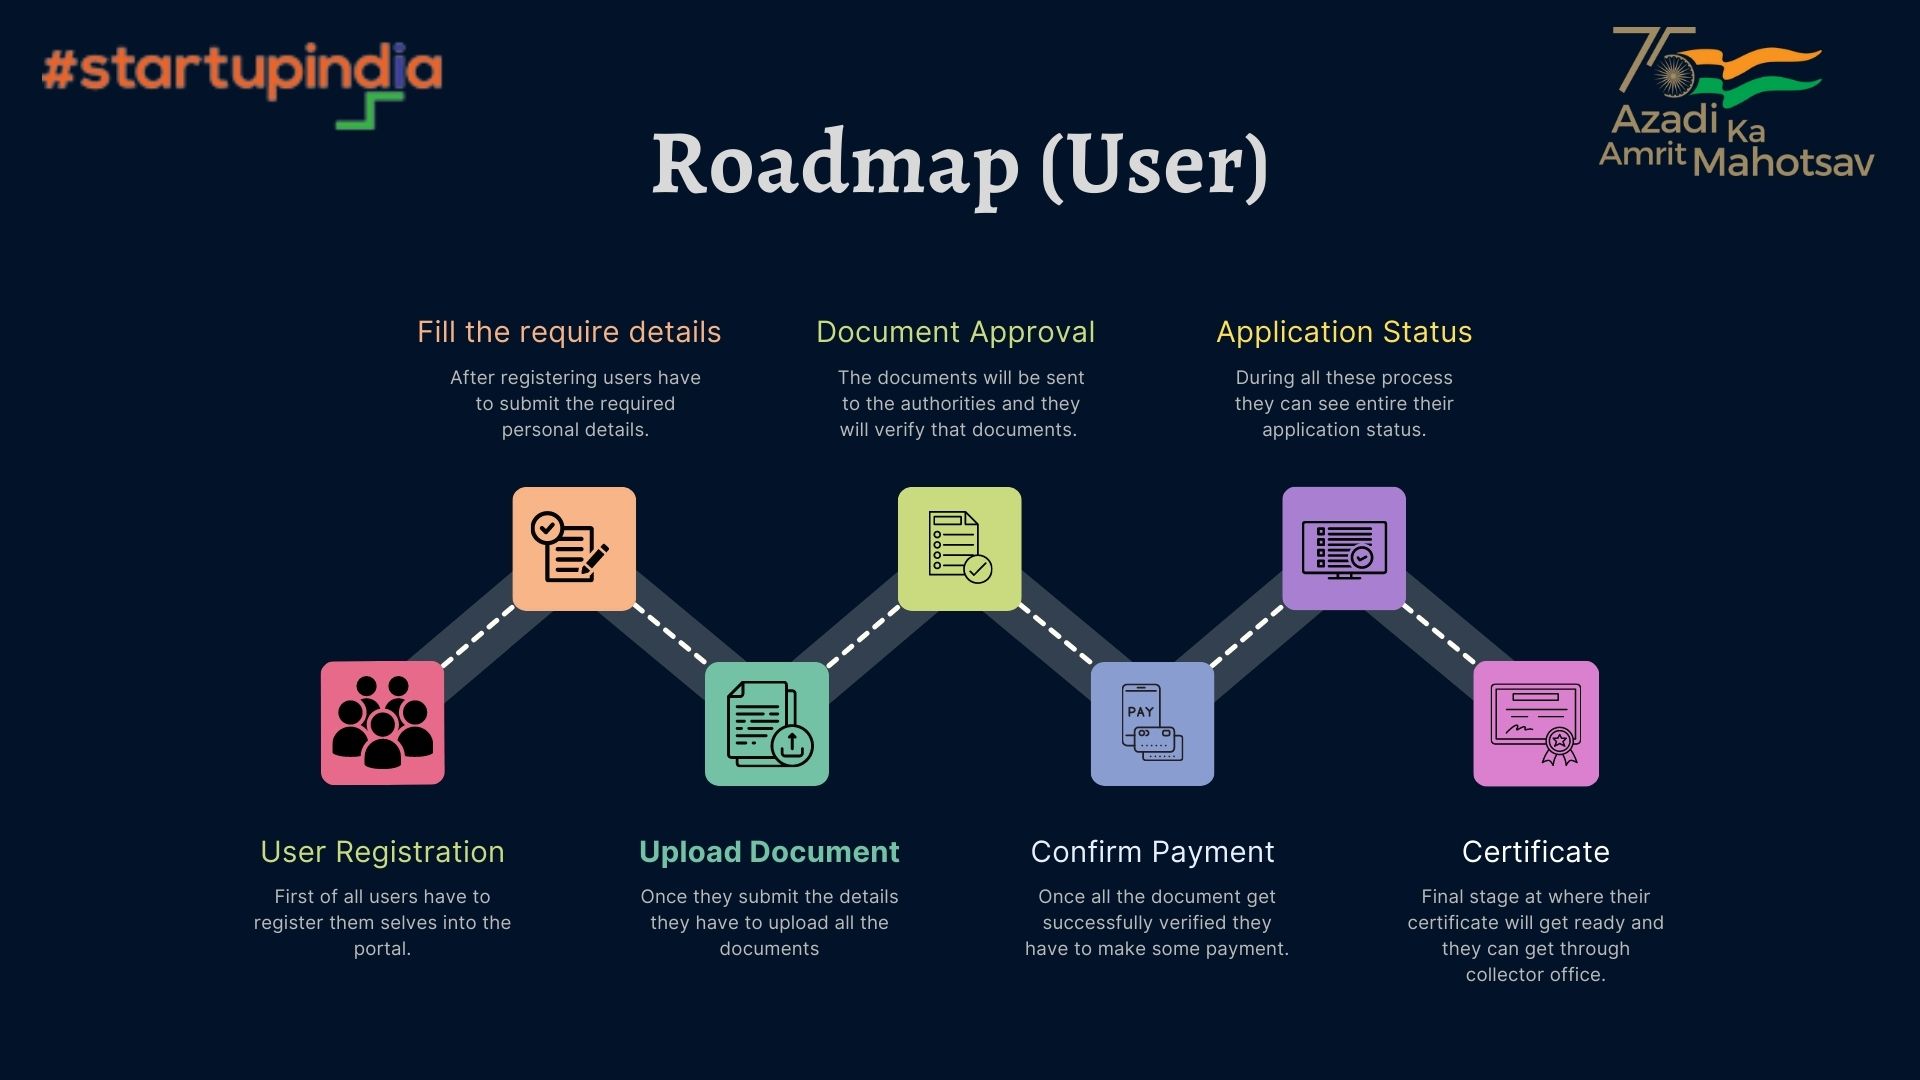 #startupindia
75
Azadi Ka
Amrit Mahotsav
Roadmap (User)
Fill the require details
After registering users have
to submit the required
personal details.
Document Approval
The documents will be sent
to the authorities and they
will verify that documents.
Application Status
During all these process
they can see entire their
application status.
PAY
User Registration
First of all users have to
register them selves into the
portal.
Upload Document
Once they submit the details
they have to upload all the
documents
Confirm Payment
Once all the document get
successfully verified they
have to make some payment.
Certificate
Final stage at where their
certificate will get ready and
they can get through
collector office.